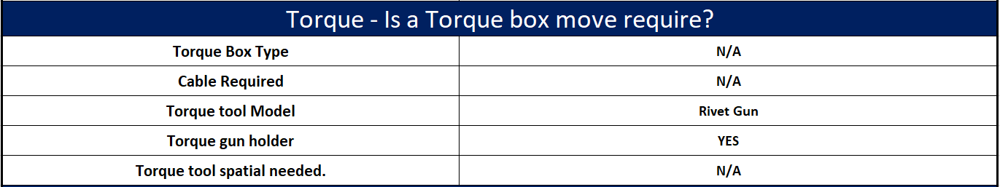 Torque - Is a Torque box move require?
Torque Box Type N/A
Cable Required N/A
Torque tool Model Rivet Gun
Torque gun holder YES
Torque tool spatial needed. N/A